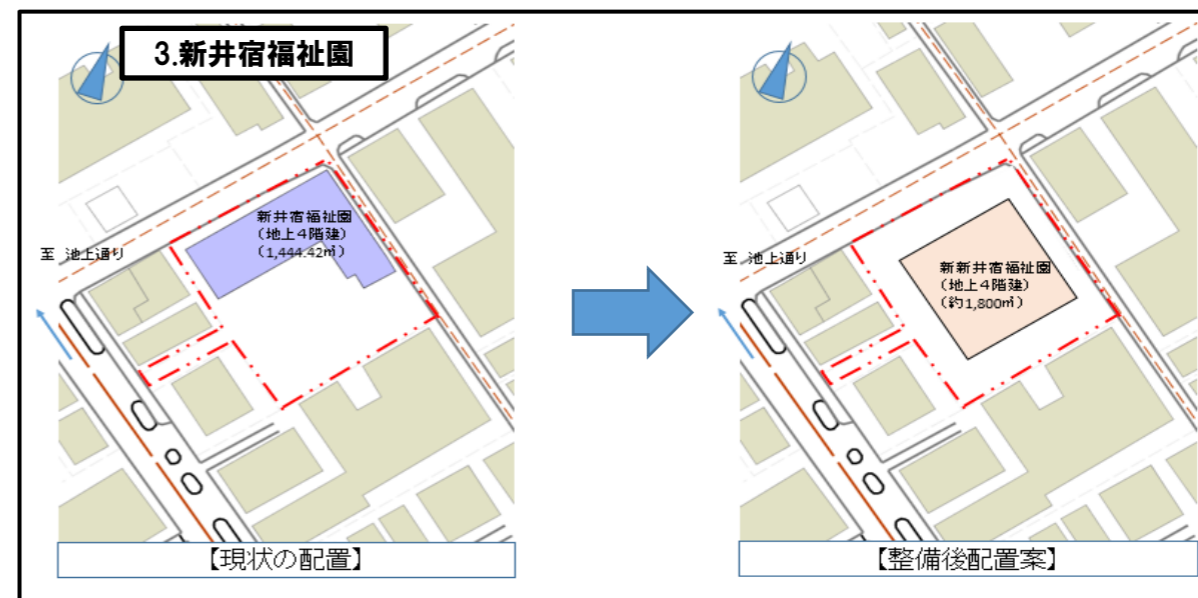 3.新井宿福祉園
新井宿福祉園
(地上4階建)
(1,444.42㎡)
至 池上通り
【現状の配置】
新新井宿福祉園
(地上4階建)
(約1,800㎡)
至 池上通り
【整備後配置案】